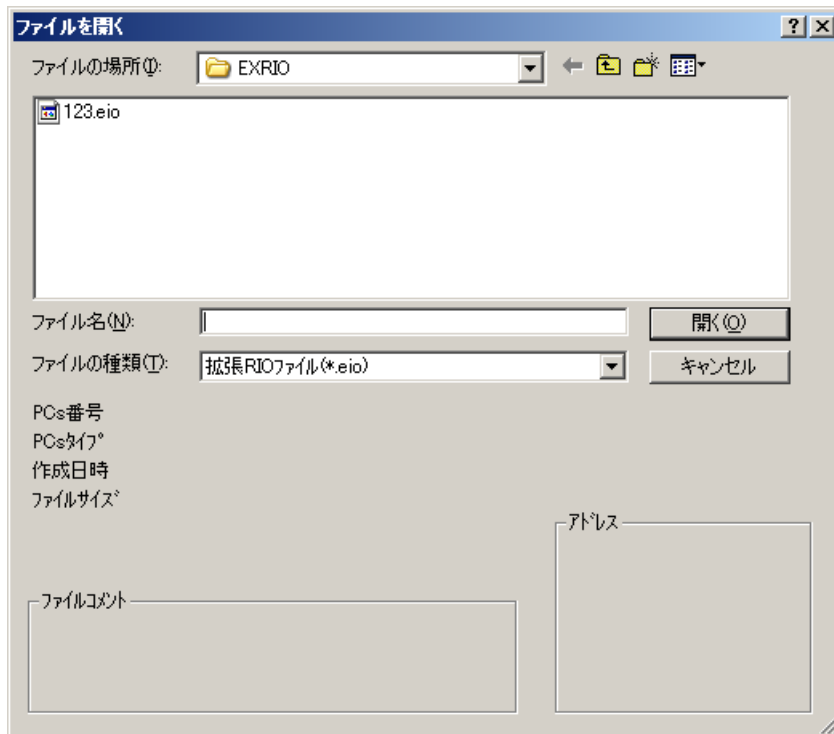 ファイルを開く
ファイルの場所(I):
EXRIO
123.eio
ファイル名(N):
開く(O)
ファイルの種類(T):
拡張RIOファイル(*.eio)
キャンセル
PCs番号
PCsﾀｲﾌﾟ
作成日時
ﾌｧｲﾙｻｲｽﾞ
ｱﾄﾞﾚｽ
ﾌｧｲﾙｺﾒﾝﾄ